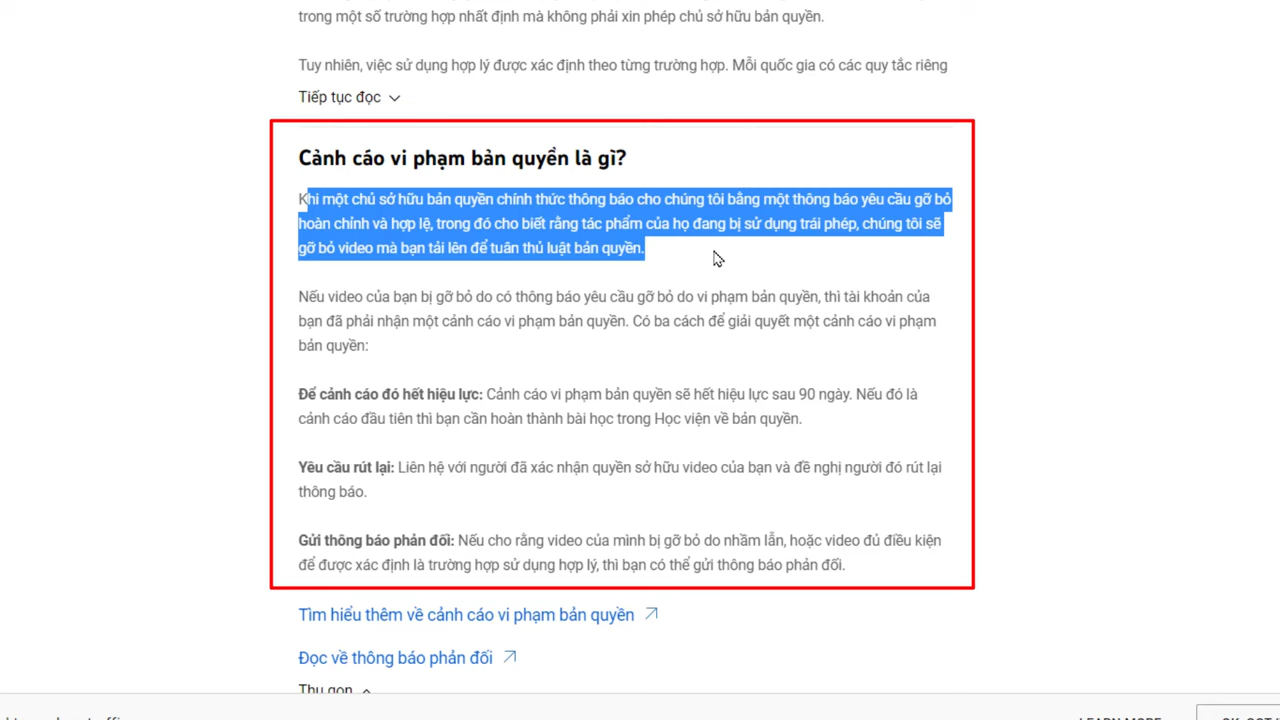 trong một số trường hợp nhất định mà không phải xin phép chủ sở hữu bản quyền.
Tuy nhiên, việc sử dụng hợp lý được xác định theo từng trường hợp. Mỗi quốc gia có các quy tắc riêng
Tiếp tục đọc
Cảnh cáo vi phạm bản quyền là gì?
Khi một chủ sở hữu bản quyền chính thức thông báo cho chúng tôi bằng một thông báo yêu cầu gỡ bỏ
hoàn chỉnh và hợp lệ, trong đó cho biết rằng tác phẩm của họ đang bị sử dụng trái phép, chúng tôi sẽ
gỡ bỏ video mà bạn tải lên để tuân thủ luật bản quyền.
Nếu video của bạn bị gỡ bỏ do có thông báo yêu cầu gỡ bỏ do vi phạm bản quyền, thì tài khoản của
bạn đã phải nhận một cảnh cáo vi phạm bản quyền. Có ba cách để giải quyết một cảnh cáo vi phạm
bản quyền:
Để cảnh cáo đó hết hiệu lực: Cảnh cáo vi phạm bản quyền sẽ hết hiệu lực sau 90 ngày. Nếu đó là
cảnh cáo đầu tiên thì bạn cần hoàn thành bài học trong Học viện về bản quyền.
Yêu cầu rút lại: Liên hệ với người đã xác nhận quyền sở hữu video của bạn và đề nghị người đó rút lại
thông báo.
Gửi thông báo phản đối: Nếu cho rằng video của mình bị gỡ bỏ do nhầm lẫn, hoặc video đủ điều kiện
để được xác định là trường hợp sử dụng hợp lý, thì bạn có thể gửi thông báo phản đối.
Tìm hiểu thêm về cảnh cáo vi phạm bản quyền
Đọc về thông báo phản đối
Thu gọn
LEARN MORE